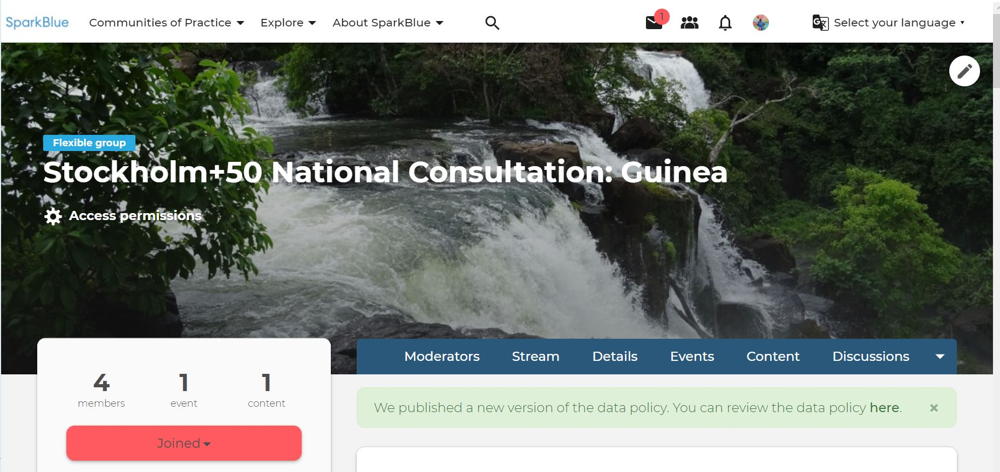 SparkBlue Communities of Practice Explore About SparkBlue 1 Select your language
Flexible group
Stockholm+50 National Consultation: Guinea
Access permissions
Moderators Stream Details Events Content Discussions
4 1 1
members event content
We published a new version of the data policy. You can review the data policy here. ×
Joined